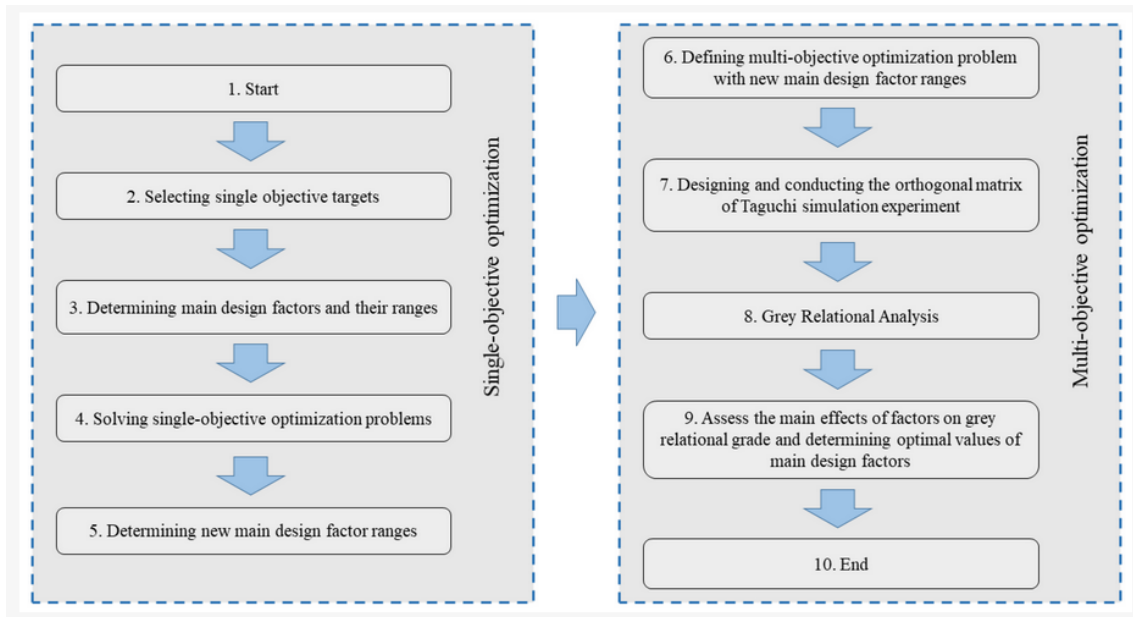 1. Start
2. Selecting single objective targets
3. Determining main design factors and their ranges
4. Solving single-objective optimization problems
5. Determining new main design factor ranges
Single-objective optimization
6. Defining multi-objective optimization problem
with new main design factor ranges
7. Designing and conducting the orthogonal matrix
of Taguchi simulation experiment
8. Grey Relational Analysis
9. Assess the main effects of factors on grey
relational grade and determining optimal values of
main design factors
10. End
Multi-objective optimization